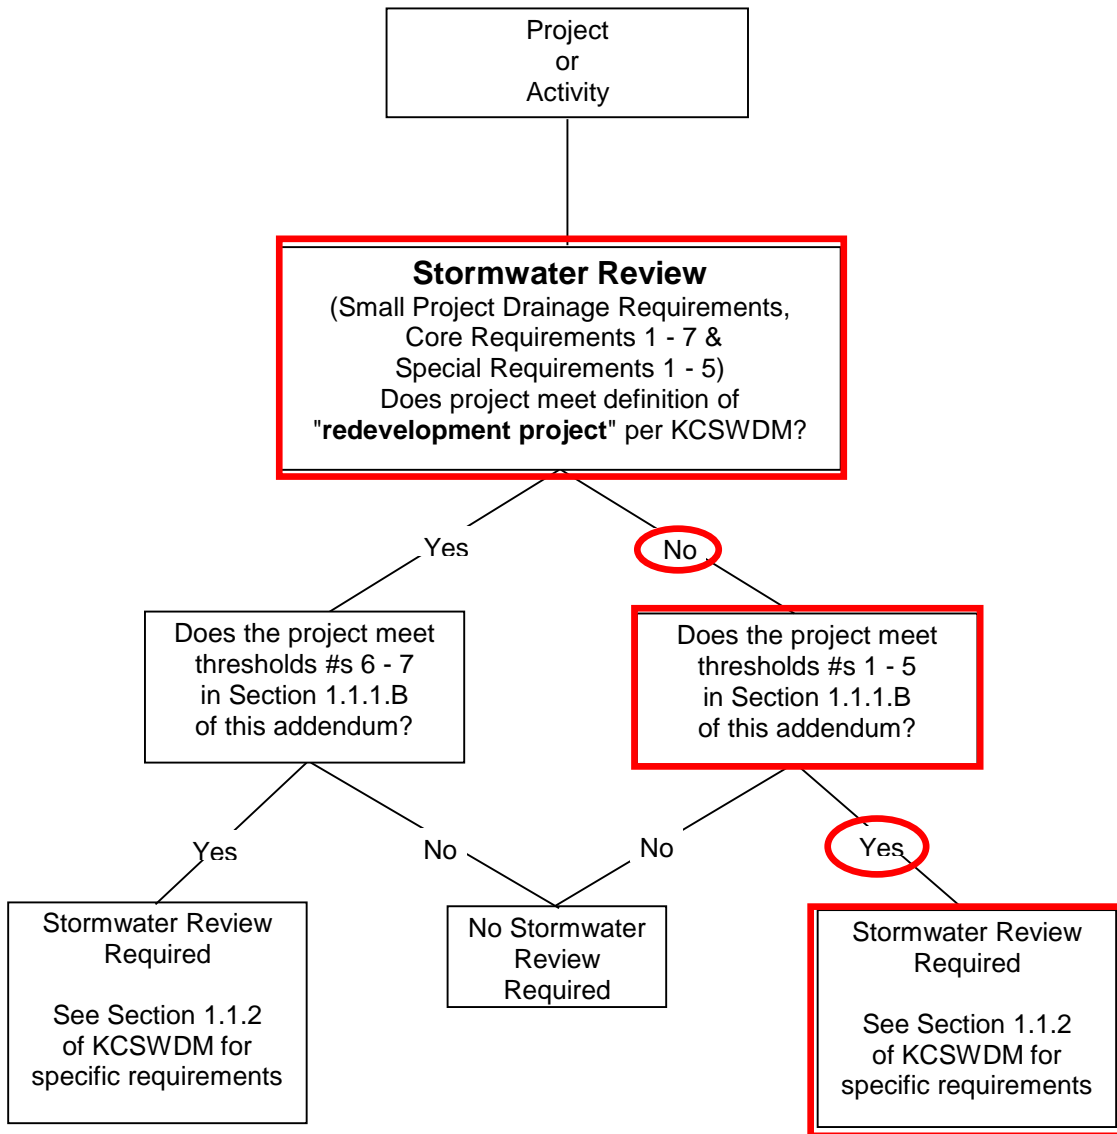 Project
or
Activity
Stormwater Review
(Small Project Drainage Requirements,
Core Requirements 1 - 7 &
Special Requirements 1 - 5)
Does project meet definition of
"redevelopment project" per KCSWDM?
Yes
No
Does the project meet
thresholds #s 6 - 7
in Section 1.1.1.B
of this addendum?
Does the project meet
thresholds #s 1 - 5
in Section 1.1.1.B
of this addendum?
Yes
No
No
Yes
Stormwater Review
Required
See Section 1.1.2
of KCSWDM for
specific requirements
No Stormwater
Review
Required
Stormwater Review
Required
See Section 1.1.2
of KCSWDM for
specific requirements